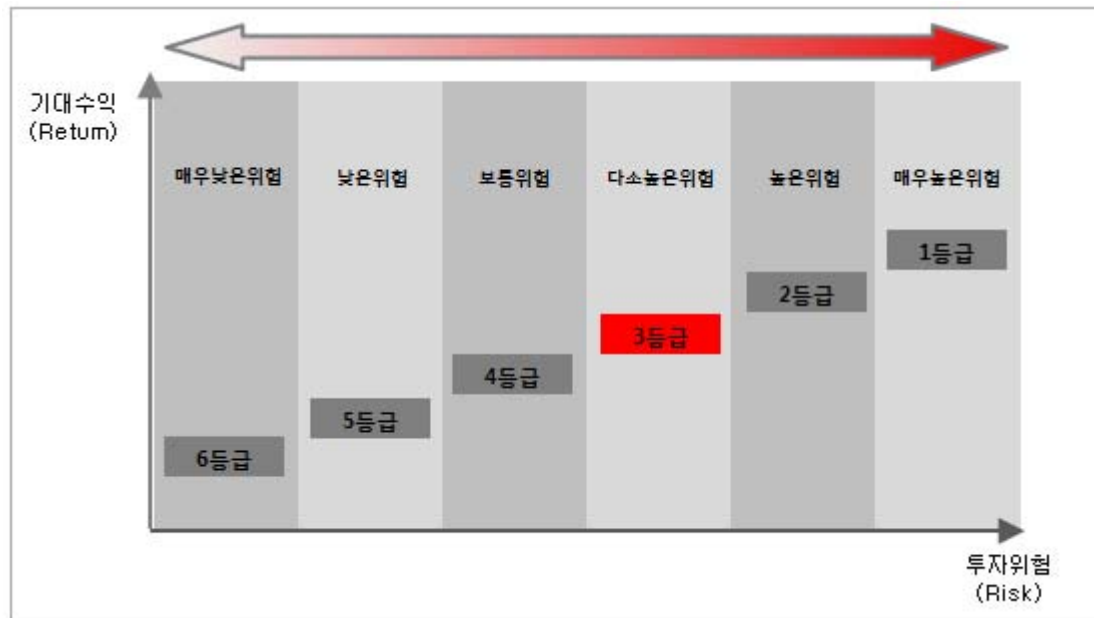 기대수익
(Return)
매우낮은위험
낮은위험
보통위험
다소높은위험
높은위험
매우높은위험
1등급
2등급
3등급
4등급
5등급
6등급
투자위험
(Risk)